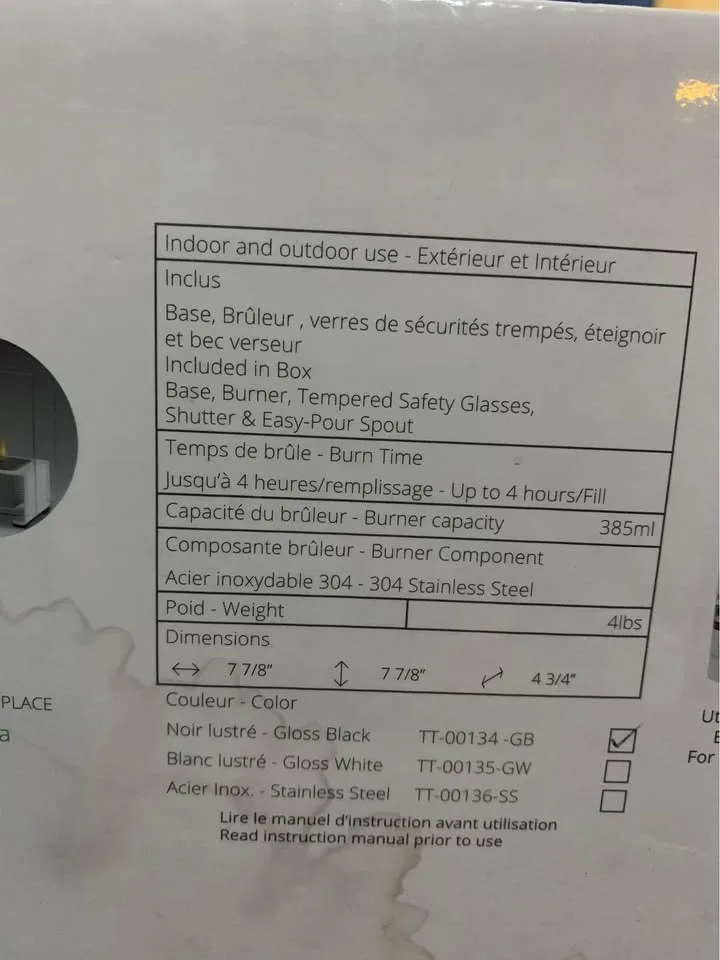 Indoor and outdoor use - Extérieur et Intérieur
Inclus
Base, Brûleur , verres de sécurités trempés, éteignoir
et bec verseur
Included in Box
Base, Burner, Tempered Safety Glasses,
Shutter & Easy-Pour Spout
Temps de brûle - Burn Time
Jusqu'à 4 heures/remplissage - Up to 4 hours/Fill
Capacité du brûleur - Burner capacity 385ml
Composante brûleur - Burner Component
Acier inoxydable 304 - 304 Stainless Steel
Poid - Weight 4lbs
Dimensions
7 7/8" 7 7/8" 4 3/4"
Couleur - Color
Noir lustré - Gloss Black TT-00134 -GB
Blanc lustré - Gloss White TT-00135-GW
Acier Inox. - Stainless Steel TT-00136-SS
Lire le manuel d'instruction avant utilisation
Read instruction manual prior to use
PLACE
a
Ut
E
For